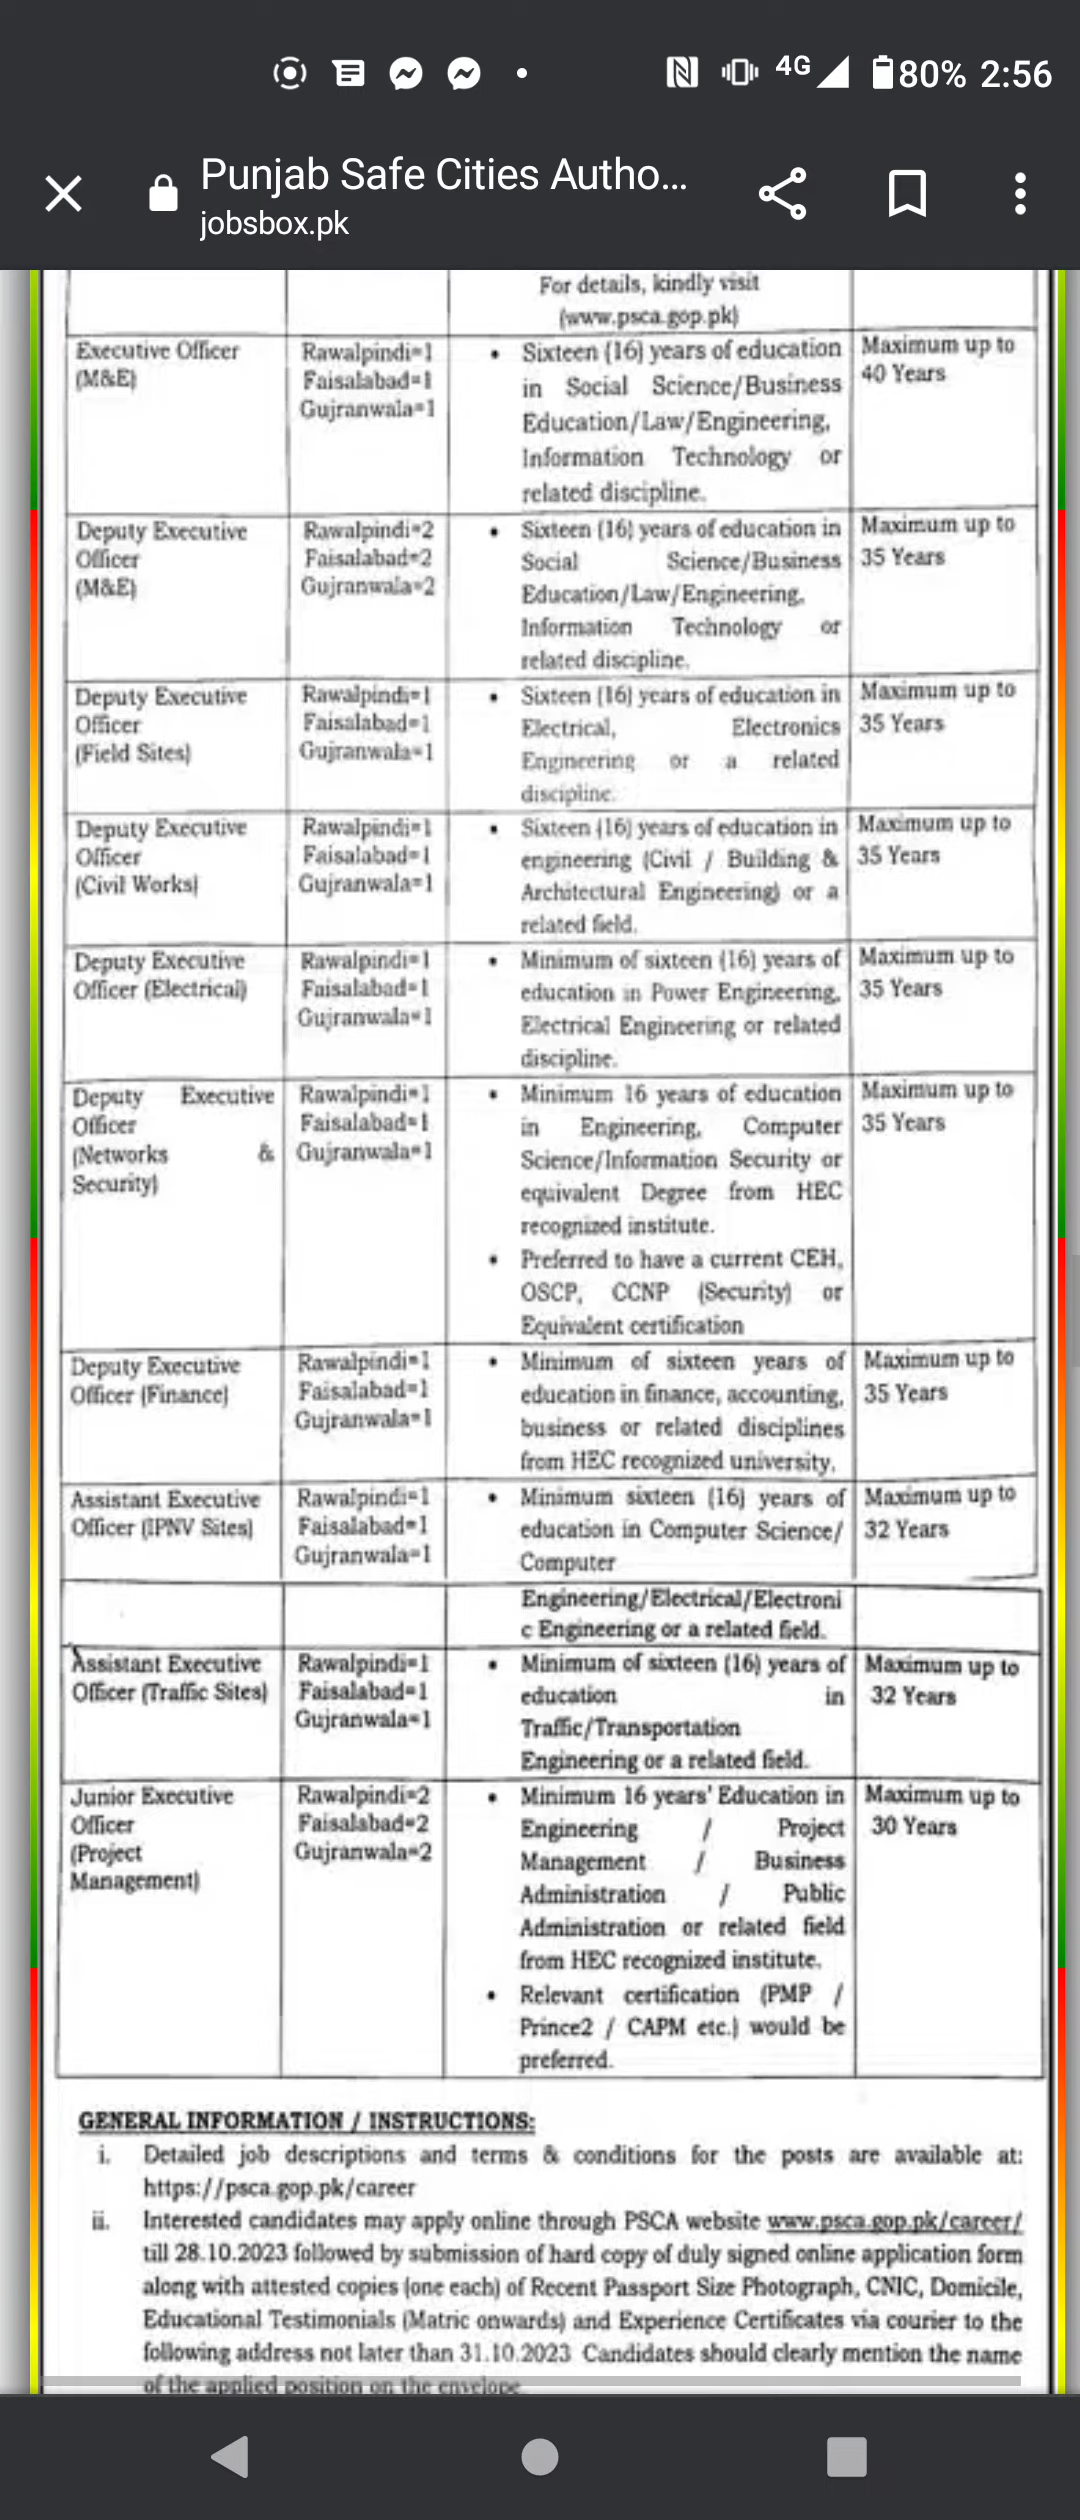 4G 80% 2:56
Punjab Safe Cities Autho...
jobsbox.pk
For details, kindly visit
(www.psca.gop.pk)
Executive Officer
(M&E)
Rawalpindi=1
Faisalabad=1
Gujranwala=1
• Sixteen (16) years of education
in Social Science/Business
Education/Law/Engineering,
Information Technology or
related discipline.
Maximum up to
40 Years
Deputy Executive
Officer
(M&E)
Rawalpindi=2
Faisalabad=2
Gujranwala=2
• Sixteen (16) years of education in
Social Science/Business
Education/Law/Engineering,
Information Technology or
related discipline.
Maximum up to
35 Years
Deputy Executive
Officer
(Field Sites)
Rawalpindi=1
Faisalabad=1
Gujranwala=1
• Sixteen (16) years of education in
Electrical, Electronics
Engineering or a related
discipline.
Maximum up to
35 Years
Deputy Executive
Officer
(Civil Works)
Rawalpindi=1
Faisalabad=1
Gujranwala=1
• Sixteen (16) years of education in
engineering (Civil / Building &
Architectural Engineering) or a
related field.
Maximum up to
35 Years
Deputy Executive
Officer (Electrical)
Rawalpindi=1
Faisalabad=1
Gujranwala=1
• Minimum of sixteen (16) years of
education in Power Engineering,
Electrical Engineering or related
discipline.
Maximum up to
35 Years
Deputy Executive
Officer
(Networks &
Security)
Rawalpindi=1
Faisalabad=1
Gujranwala=1
• Minimum 16 years of education
in Engineering, Computer
Science/Information Security or
equivalent Degree from HEC
recognized institute.
• Preferred to have a current CEH,
OSCP, CCNP (Security) or
Equivalent certification
Maximum up to
35 Years
Deputy Executive
Officer (Finance)
Rawalpindi=1
Faisalabad=1
Gujranwala=1
• Minimum of sixteen years of
education in finance, accounting,
business or related disciplines
from HEC recognized university.
Maximum up to
35 Years
Assistant Executive
Officer (IPNV Sites)
Rawalpindi=1
Faisalabad=1
Gujranwala=1
• Minimum sixteen (16) years of
education in Computer Science/
Computer
Maximum up to
32 Years
Engineering/Electrical/Electroni
c Engineering or a related field.
Assistant Executive
Officer (Traffic Sites)
Rawalpindi=1
Faisalabad=1
Gujranwala=1
• Minimum of sixteen (16) years of
education in
Traffic/Transportation
Engineering or a related field.
Maximum up to
32 Years
Junior Executive
Officer
(Project
Management)
Rawalpindi=2
Faisalabad=2
Gujranwala=2
• Minimum 16 years' Education in
Engineering / Project
Management / Business
Administration / Public
Administration or related field
from HEC recognized institute.
• Relevant certification (PMP /
Prince2 / CAPM etc.) would be
preferred.
Maximum up to
30 Years
GENERAL INFORMATION / INSTRUCTIONS:
i. Detailed job descriptions and terms & conditions for the posts are available at:
https://psca.gop.pk/career
ii. Interested candidates may apply online through PSCA website www.psca.gop.pk/career/
till 28.10.2023 followed by submission of hard copy of duly signed online application form
along with attested copies (one each) of Recent Passport Size Photograph, CNIC, Domicile,
Educational Testimonials (Matric onwards) and Experience Certificates via courier to the
following address not later than 31.10.2023 Candidates should clearly mention the name
of the applied position on the envelope.